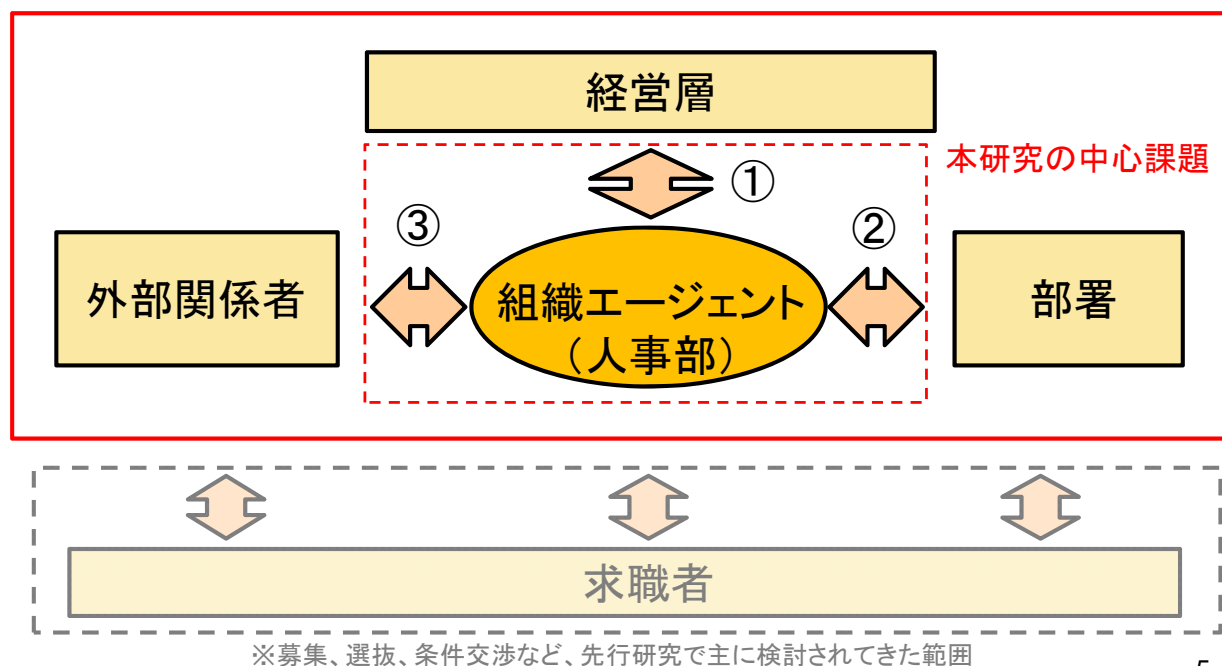 経営層
本研究の中心課題
①
③
②
外部関係者
組織エージェント
（人事部）
部署
求職者
※募集、選抜、条件交渉など、先行研究で主に検討されてきた範囲
5